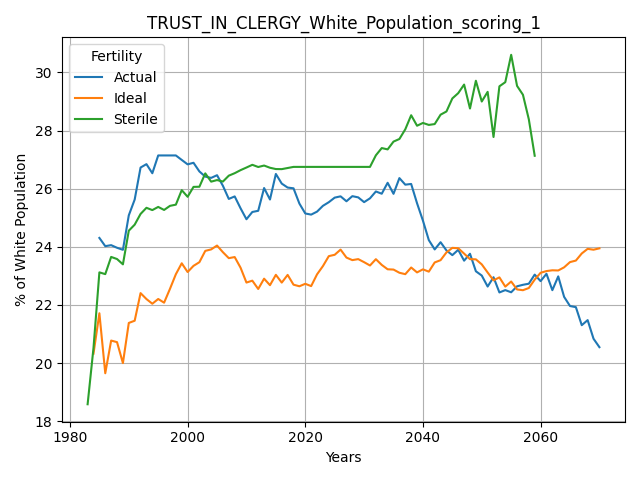 TRUST_IN_CLERGY_White_Population_scoring_1
Fertility
Actual
Ideal
Sterile
% of White Population
30
28
26
24
22
20
18
1980
2000
2020
2040
2060
Years